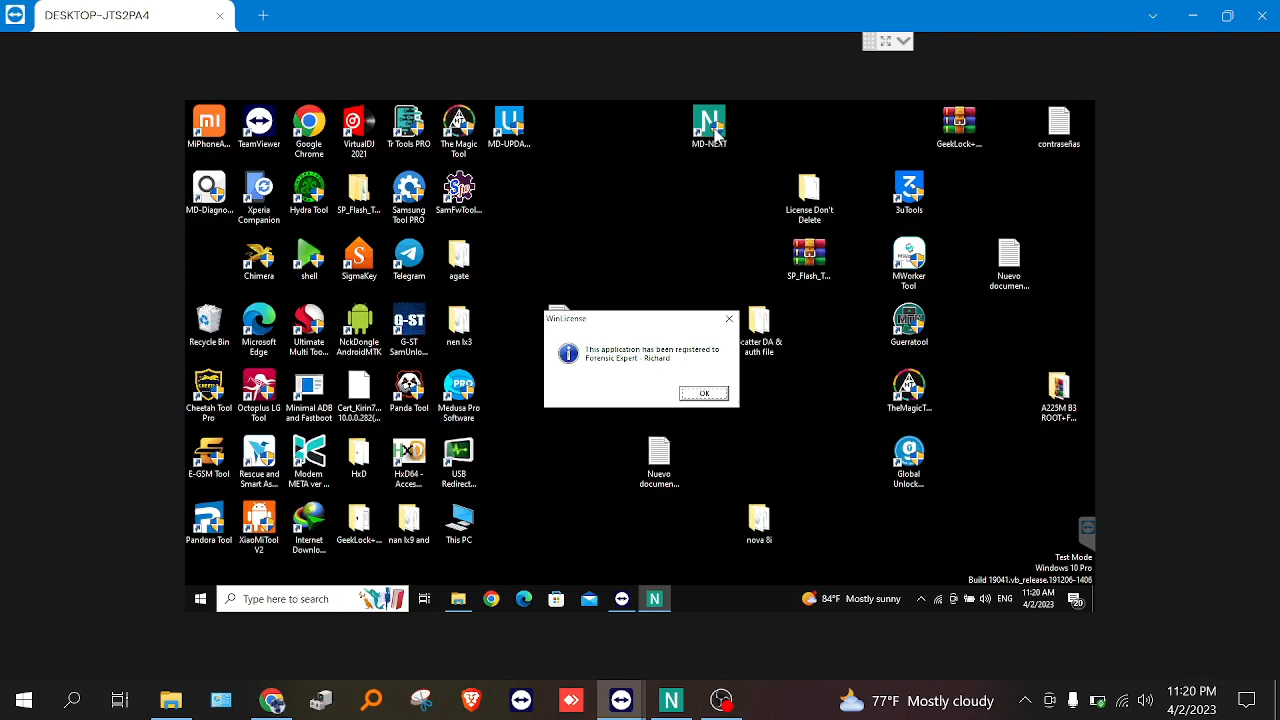 DESKTOP-JTS2PA4
MiPhoneA...
TeamViewer
Google
Chrome
VirtualDJ
2021
Tr Tools PRO
The Magic
Tool
MD-UPDA...
MD-NEXT
GeekLock+...
contraseñas
MD-Diagno...
Xperia
Companion
Hydra Tool
SP_Flash_T...
Samsung
Tool PRO
SamFwTool...
License Don't
Delete
3uTools
Chimera
shell
SigmaKey
Telegram
agate
SP_Flash_T...
MWorker
Tool
Nuevo
documen...
Recycle Bin
Microsoft
Edge
Ultimate
Multi Too...
NckDongle
AndroidMTK
G-ST
G-ST
SamUnlo...
nen lx3
WinLicense
This application has been registered to
Forensic Expert - Richard
OK
catter DA &
auth file
MTK
Guerratool
CHEETAH
Cheetah Tool
Pro
Octoplus LG
Tool
Minimal ADB
and Fastboot
Cert_Kirin7...
10.0.0.282(...
Panda Tool
PRO
Medusa Pro
Software
TheMagicT...
A225M B3
ROOT+F...
E-GSM Tool
Rescue and
Smart As...
Modem
META ver ...
HxD
HxD64 -
Acces...
USB
Redirect...
Nuevo
documen...
Global
Unlock...
Pandora Tool
XiaoMiTool
V2
Internet
Downlo...
GeekLock+...
nan lx9 and
This PC
nova 8i
Test Mode
Windows 10 Pro
Build 19041.vb_release.191206-1406
Type here to search
84°F Mostly sunny
ENG
11:20 AM
4/2/2023
20
77°F Mostly cloudy
11:20 PM
4/2/2023